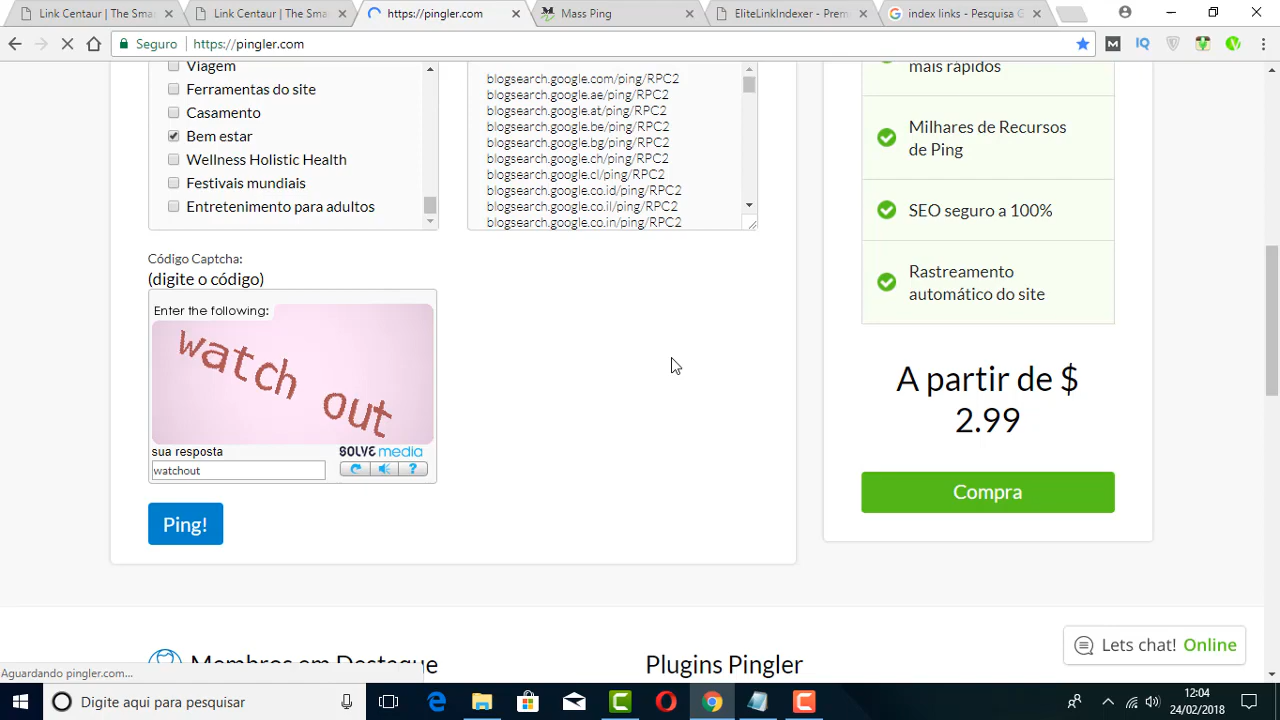 Link Centaur | The Sma
Link Centaur | The Sma
https://pingler.com
Mass Ping
EliteLinkIndexer - Prem
index links - Pesquisa G
Seguro
https://pingler.com
Viagem
Ferramentas do site
Casamento
Bem estar
Wellness Holistic Health
Festivais mundiais
Entretenimento para adultos
blogsearch.google.com/ping/RPC2
blogsearch.google.ae/ping/RPC2
blogsearch.google.at/ping/RPC2
blogsearch.google.be/ping/RPC2
blogsearch.google.bg/ping/RPC2
blogsearch.google.ch/ping/RPC2
blogsearch.google.cl/ping/RPC2
blogsearch.google.co.id/ping/RPC2
blogsearch.google.co.il/ping/RPC2
blogsearch.google.co.in/ping/RPC2
Código Captcha:
(digite o código)
Enter the following:
watch out
sua resposta
SOLVE media
watchout
Ping!
mais rápidos
Milhares de Recursos
de Ping
SEO seguro a 100%
Rastreamento
automático do site
A partir de $
2.99
Compra
Membros em Destaque
Plugins Pingler
Lets chat! Online
Aguardando pingler.com...
Digite aqui para pesquisar
12:04
24/02/2018